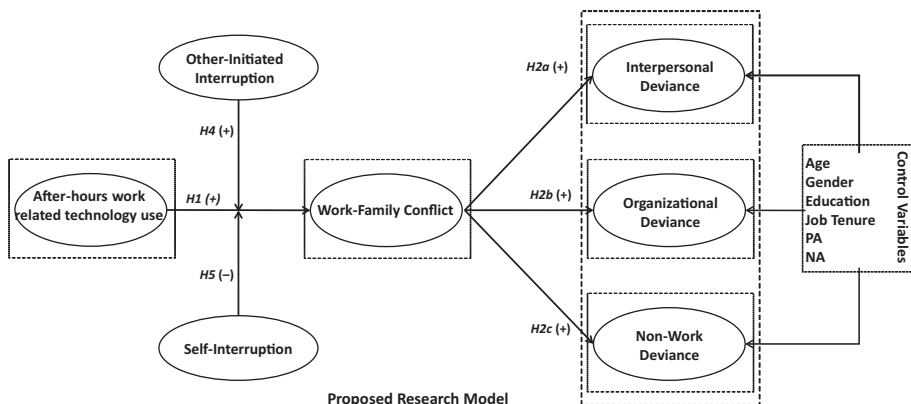 Other-Initiated
Interruption
H4 (+)
After-hours work
related technology use
H1 (+)
H5 (–)
Self-Interruption
Work-Family Conflict
H2a (+)
H2b (+)
H2c (+)
Interpersonal
Deviance
Organizational
Deviance
Non-Work
Deviance
Age
Gender
Education
Job Tenure
PA
NA
Control Variables
Proposed Research Model